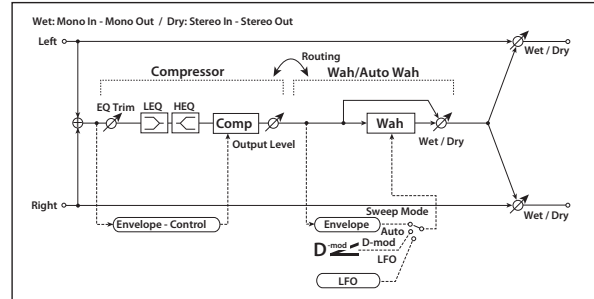 Wet: Mono In - Mono Out / Dry: Stereo In - Stereo Out
Left
Wet / Dry
Routing
Compressor
Wah/Auto Wah
EQ Trim
LEQ
HEQ
Comp
Output Level
Wah
Wet / Dry
Right
Wet / Dry
Envelope - Control
Envelope
Sweep Mode
Auto
D-mod
D-mod
LFO
LFO